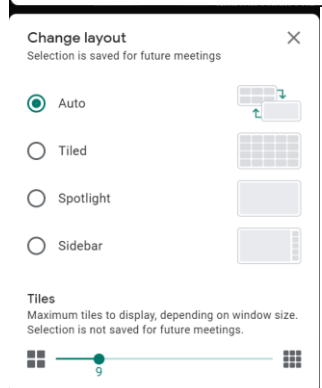 Change layout
Selection is saved for future meetings
Auto
Tiled
Spotlight
Sidebar
Tiles
Maximum tiles to display, depending on window size.
Selection is not saved for future meetings.
9